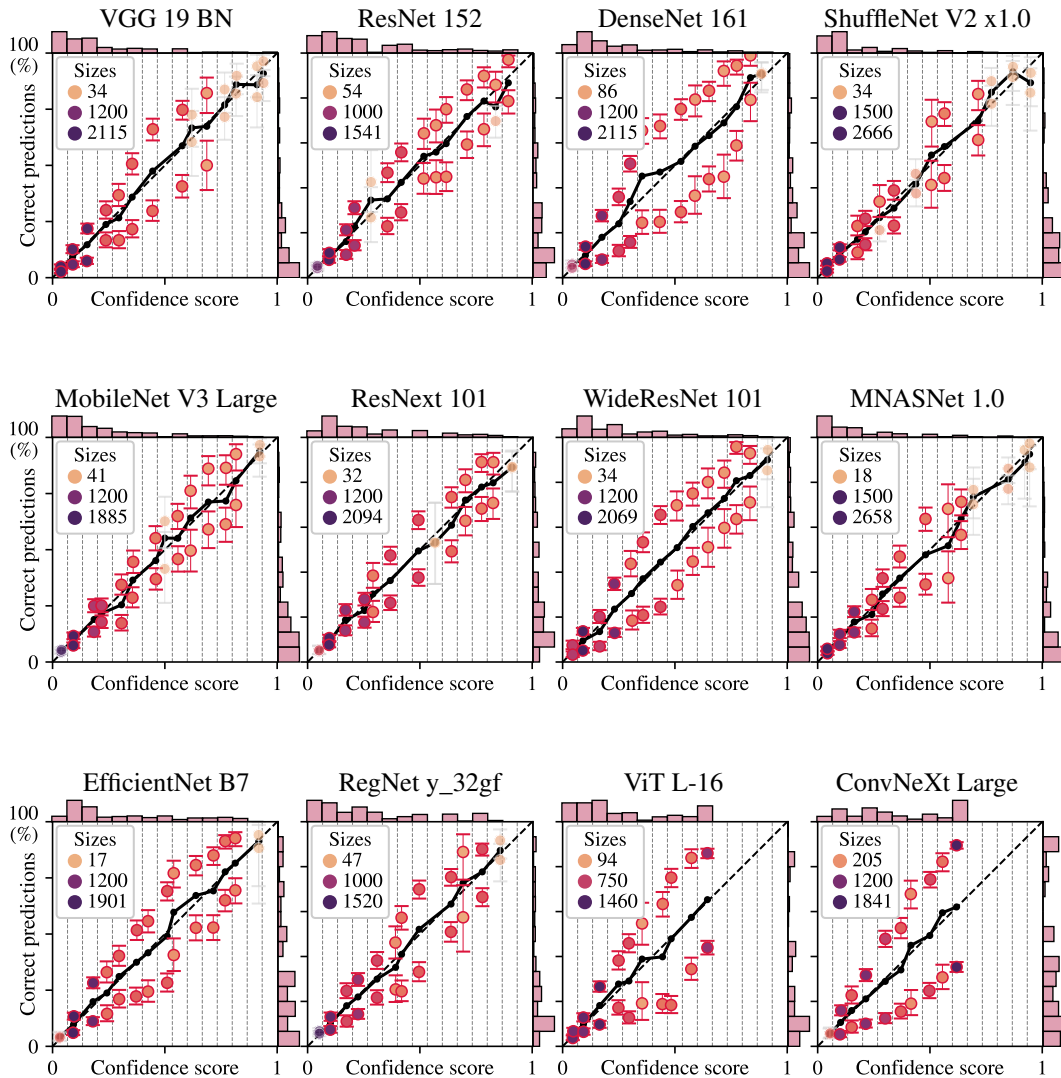 VGG 19 BN
ResNet 152
DenseNet 161
ShuffleNet V2 x1.0
100
(%)
Correct predictions
0
Sizes
34
1200
2115
Sizes
54
1000
1541
Sizes
86
1200
2115
Sizes
34
1500
2666
0 Confidence score 1
0 Confidence score 1
0 Confidence score 1
0 Confidence score 1
MobileNet V3 Large
ResNext 101
WideResNet 101
MNASNet 1.0
100
(%)
Correct predictions
0
Sizes
41
1200
1885
Sizes
32
1200
2094
Sizes
34
1200
2069
Sizes
18
1500
2658
0 Confidence score 1
0 Confidence score 1
0 Confidence score 1
0 Confidence score 1
EfficientNet B7
RegNet y_32gf
ViT L-16
ConvNeXt Large
100
(%)
Correct predictions
0
Sizes
17
1200
1901
Sizes
47
1000
1520
Sizes
94
750
1460
Sizes
205
1200
1841
0 Confidence score 1
0 Confidence score 1
0 Confidence score 1
0 Confidence score 1